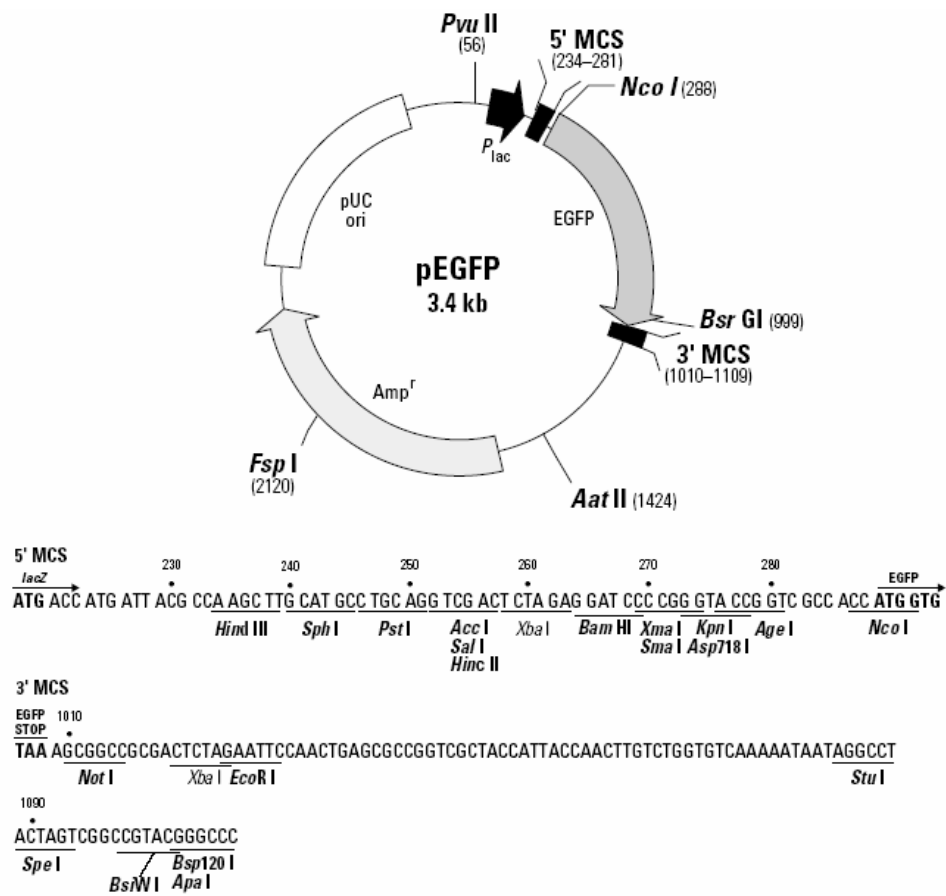 Pvu II
(56)
5' MCS
(234–281)
Nco I (288)
P lac
EGFP
pUC
ori
pEGFP
3.4 kb
Bsr GI (999)
3' MCS
(1010–1109)
Amp r
Fsp I
(2120)
Aat II (1424)
5' MCS
lacZ 230 240 250 260 270 280 EGFP
ATG ACC ATG ATT ACG CCA AGC TTG CAT GCC TGC AGG TCG ACT CTA GAG GAT CCC CGG GTA CCG GTC GCC ACC ATG GTG
Hind III Sph I Pst I Acc I Xba I Bam HI Xma I Kpn I Age I Nco I
Sal I Sma I Asp718 I
Hinc II
3' MCS
EGFP 1010
STOP
TAA AGCGGCCGCGACTCTAGAATTCCAACTGAGCGCCGGTCGCTACCATTACCAACTTGTCTGGTGTCAAAAATAATAGGCCT
Not I Xba I EcoR I Stu I
1090
ACTAGTCGGCCGTACGGGCCC
Spe I Bsp120 I
BsiW I Apa I